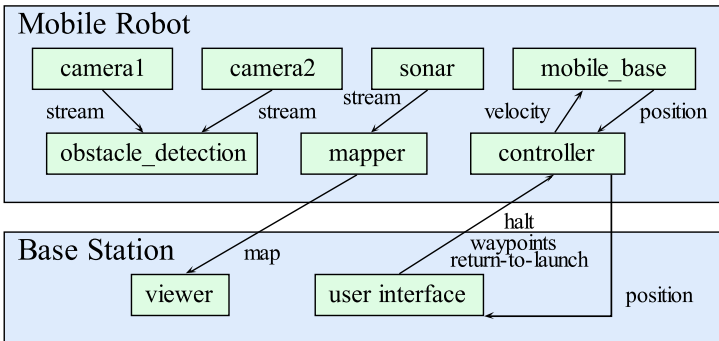 Mobile Robot
camera1
camera2
sonar
mobile_base
stream
stream
stream
velocity
position
obstacle_detection
mapper
controller
halt
waypoints
return-to-launch
Base Station
map
viewer
user interface
position